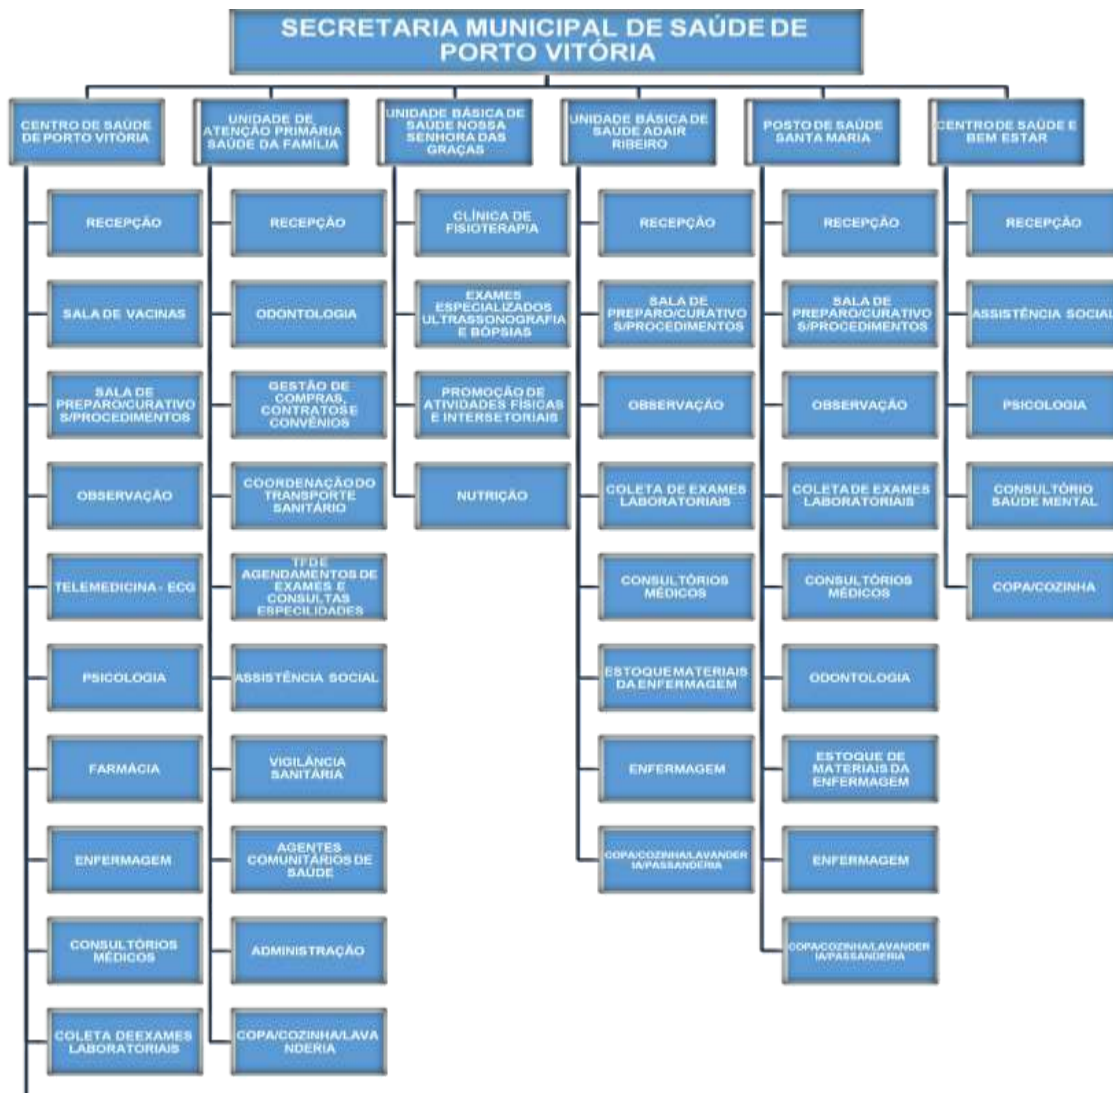 SECRETARIA MUNICIPAL DE SAÚDE DE
PORTO VITÓRIA
CENTRO DE SAÚDE
DE PORTO VITÓRIA
RECEPÇÃO
SALA DE VACINAS
SALA DE
PREPARO/CURATIVO
S/PROCEDIMENTOS
OBSERVAÇÃO
TELEMEDICINA - ECG
PSICOLOGIA
FARMÁCIA
ENFERMAGEM
CONSULTÓRIOS
MÉDICOS
COLETA DE EXAMES
LABORATORIAIS
UNIDADE DE
ATENÇÃO PRIMÁRIA
SAÚDE DA FAMÍLIA
RECEPÇÃO
ODONTOLOGIA
GESTÃO DE
COMPRAS,
CONTRATOS E
CONVÊNIOS
COORDENAÇÃO DO
TRANSPORTE
SANITÁRIO
TFD E
AGENDAMENTOS DE
EXAMES E
CONSULTAS
ESPECILIDADES
ASSISTÊNCIA SOCIAL
VIGILÂNCIA
SANITÁRIA
AGENTES
COMUNITÁRIOS DE
SAÚDE
ADMINISTRAÇÃO
COPA/COZINHA/LAVA
NDERIA
UNIDADE BÁSICA DE
SAÚDE NOSSA
SENHORA DAS
GRAÇAS
CLÍNICA DE
FISIOTERAPIA
EXAMES
ESPECIALIZADOS
ULTRASSONOGRAFIA
E BÓPSIAS
PROMOÇÃO DE
ATIVIDADES FÍSICAS
E INTERSETORIAIS
NUTRIÇÃO
UNIDADE BÁSICA DE
SAÚDE ADAIR
RIBEIRO
RECEPÇÃO
SALA DE
PREPARO/CURATIVO
S/PROCEDIMENTOS
OBSERVAÇÃO
COLETA DE EXAMES
LABORATORIAIS
CONSULTÓRIOS
MÉDICOS
ESTOQUE MATERIAIS
DA ENFERMAGEM
ENFERMAGEM
COPA/COZINHA/LAVANDER
IA/PASSANDERIA
POSTO DE SAÚDE
SANTA MARIA
RECEPÇÃO
SALA DE
PREPARO/CURATIVO
S/PROCEDIMENTOS
OBSERVAÇÃO
COLETA DE EXAMES
LABORATORIAIS
CONSULTÓRIOS
MÉDICOS
ODONTOLOGIA
ESTOQUE DE
MATERIAIS DA
ENFERMAGEM
ENFERMAGEM
COPA/COZINHA/LAVANDER
IA/PASSANDERIA
CENTRO DE SAÚDE E
BEM ESTAR
RECEPÇÃO
ASSISTÊNCIA SOCIAL
PSICOLOGIA
CONSULTÓRIO
SAÚDE MENTAL
COPA/COZINHA